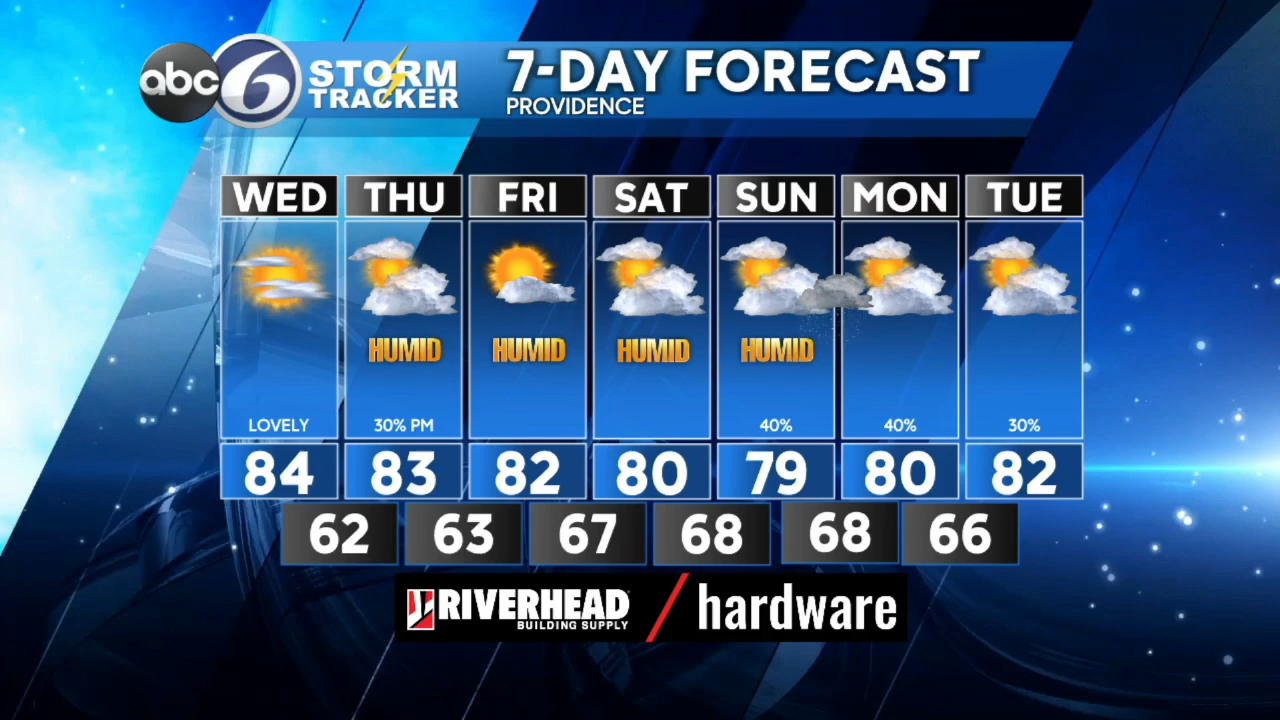 abc 6 STORM TRACKER
7-DAY FORECAST
PROVIDENCE
WED THU FRI SAT SUN MON TUE
HUMID HUMID HUMID HUMID
LOVELY 30% PM 40% 40% 30%
84 83 82 80 79 80 82
62 63 67 68 68 66
RIVERHEAD BUILDING SUPPLY / hardware